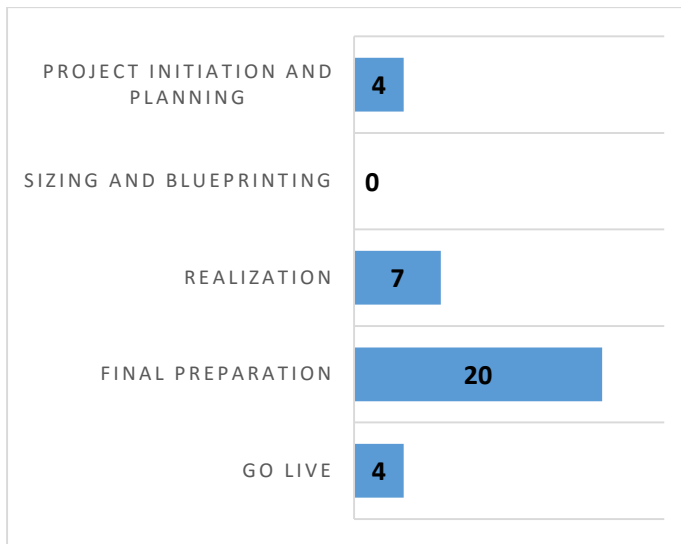 PROJECT INITIATION AND
PLANNING
4
SIZING AND BLUEPRINTING
0
REALIZATION
7
FINAL PREPARATION
20
GO LIVE
4